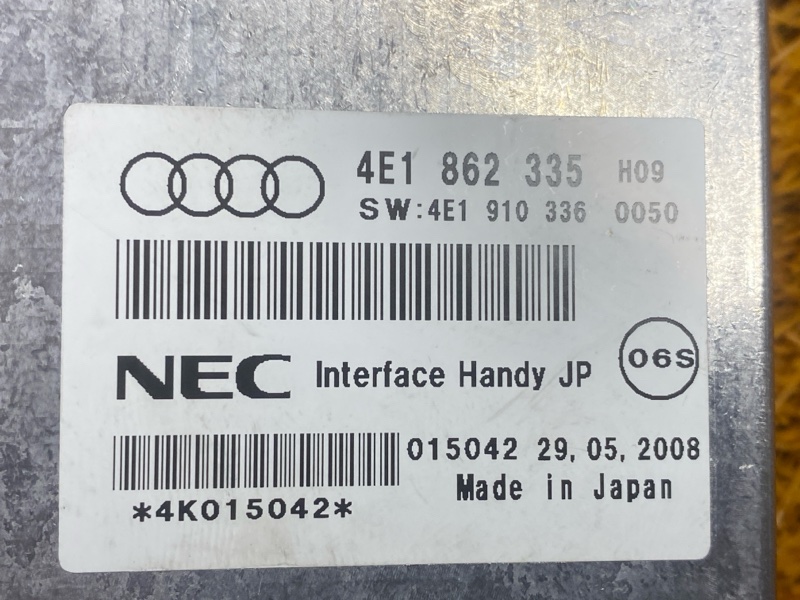 4E1 862 335 H09
SW:4E1 910 336 0050
NEC Interface Handy JP
06S
015042 29.05.2008
Made in Japan
*4K015042*